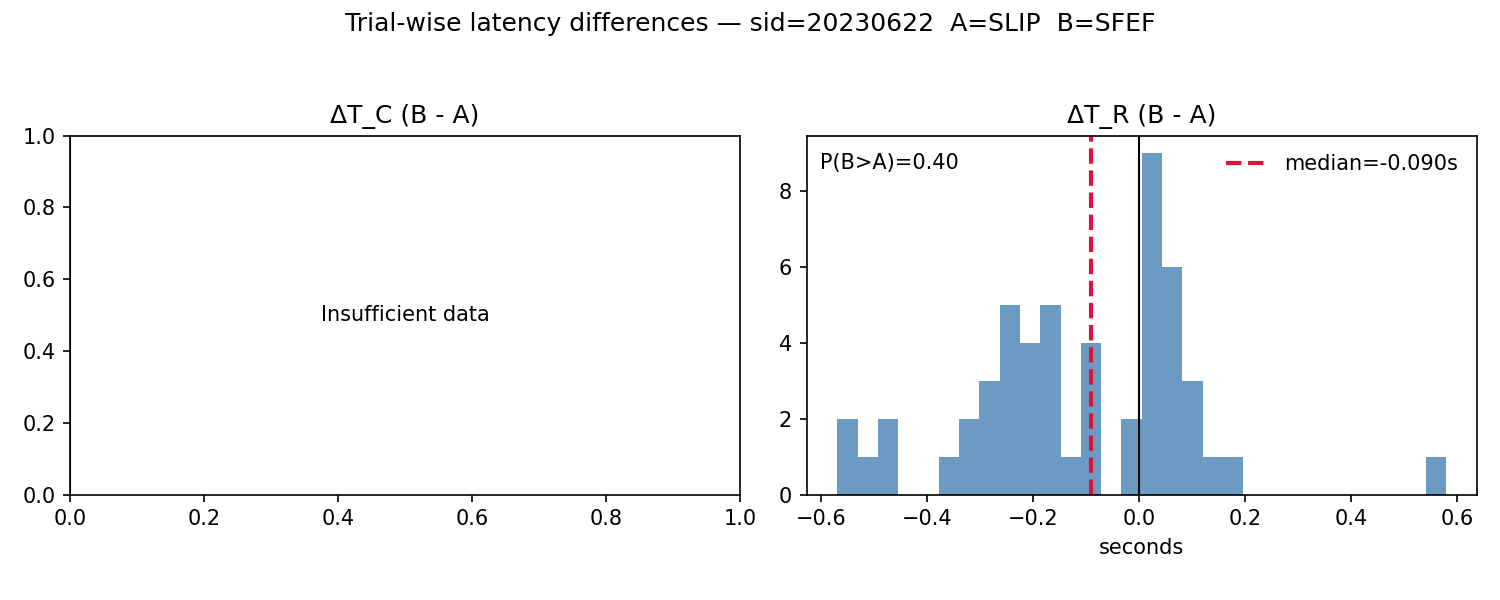 Trial-wise latency differences — sid=20230622  A=SLIP  B=SFEF
ΔT_C (B - A)
1.0
0.8
0.6
0.4
0.2
0.0
Insufficient data
0.0 0.2 0.4 0.6 0.8 1.0
ΔT_R (B - A)
P(B>A)=0.40
median=-0.090s
8
6
4
2
0
−0.6 −0.4 −0.2 0.0 0.2 0.4 0.6
seconds